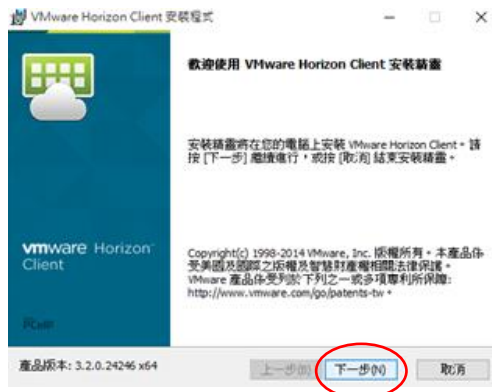 VMware Horizon Client 安裝程式
歡迎使用 VMware Horizon Client 安裝精靈
安裝精靈將在您的電腦上安裝 VMware Horizon Client。請
按 [下一步] 繼續進行，或按 [取消] 結束安裝精靈。
vmware Horizon™
Client
Copyright(c) 1998-2014 VMware, Inc. 版權所有。本產品係
受美國及國際之版權及智慧財產權相關法律保護。
VMware 產品係受列於下列之一或多項專利所保障:
http://www.vmware.com/go/patents-tw。
PCoIP
產品版本: 3.2.0.24246 x64
上一步(B)
下一步(N)
取消